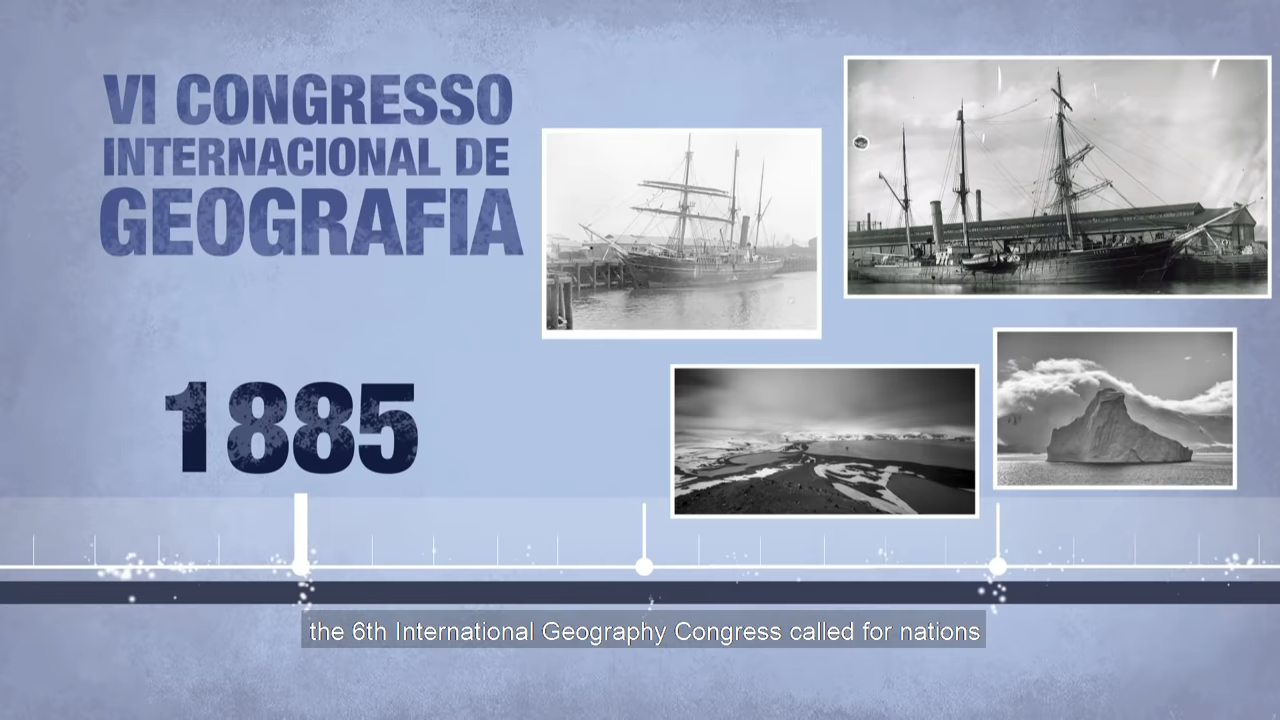 VI CONGRESSO
INTERNACIONAL DE
GEOGRAFIA
1885
the 6th International Geography Congress called for nations